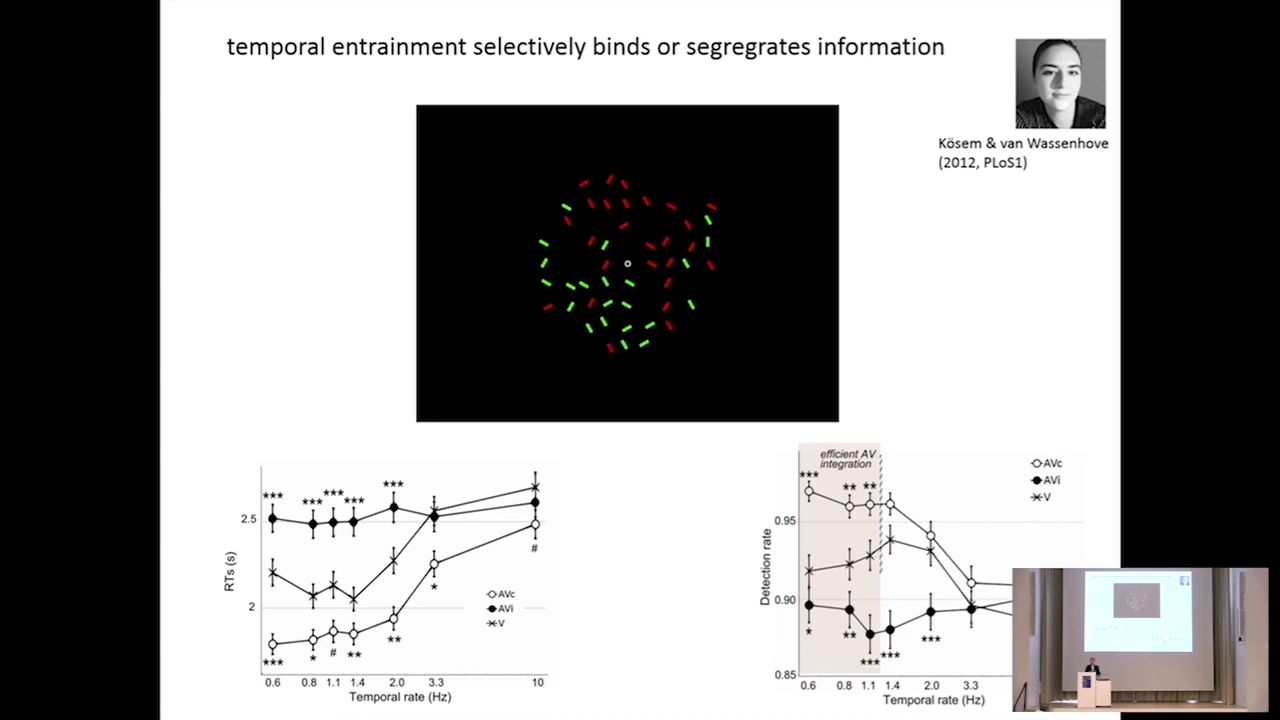 temporal entrainment selectively binds or segregrates information
Kösem & van Wassenhove
(2012, PLoS1)
RTs (s)
2.5
2
***
***
***
***
***
***
*
#
**
**
*
#
AVc
AVi
V
0.6 0.8 1.1 1.4 2.0 3.3 10
Temporal rate (Hz)
efficient AV
integration
Detection rate
0.95
0.90
0.85
***
**
**
*
**
***
***
***
AVc
AVi
V
0.6 0.8 1.1 1.4 2.0 3.3
Temporal rate (Hz)